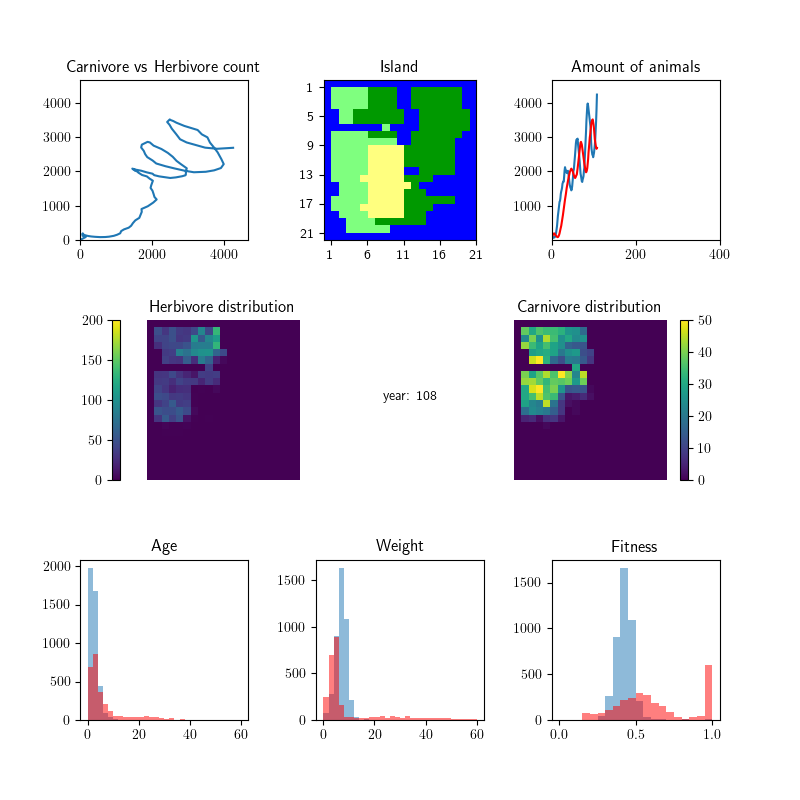 Carnivore vs Herbivore count
4000
3000
2000
1000
0
0 2000 4000
Island
1
5
9
13
17
21
1 6 11 16 21
Amount of animals
4000
3000
2000
1000
0 200 400
Herbivore distribution
200
150
100
50
0
year: 108
Carnivore distribution
50
40
30
20
10
0
Age
2000
1500
1000
500
0
0 20 40 60
Weight
1500
1000
500
0
0 20 40 60
Fitness
1500
1000
500
0
0.0 0.5 1.0